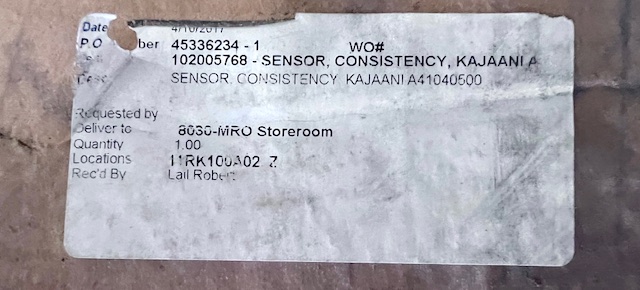 Date 4/10/2017
P.O ber 45336234 - 1 WO#
102005768 - SENSOR, CONSISTENCY, KAJAANI A
SENSOR, CONSISTENCY KAJAANI A41040500
Requested by
Deliver to 8030-MRO Storeroom
Quantity 1.00
Locations
Rec'd By Lail Robert